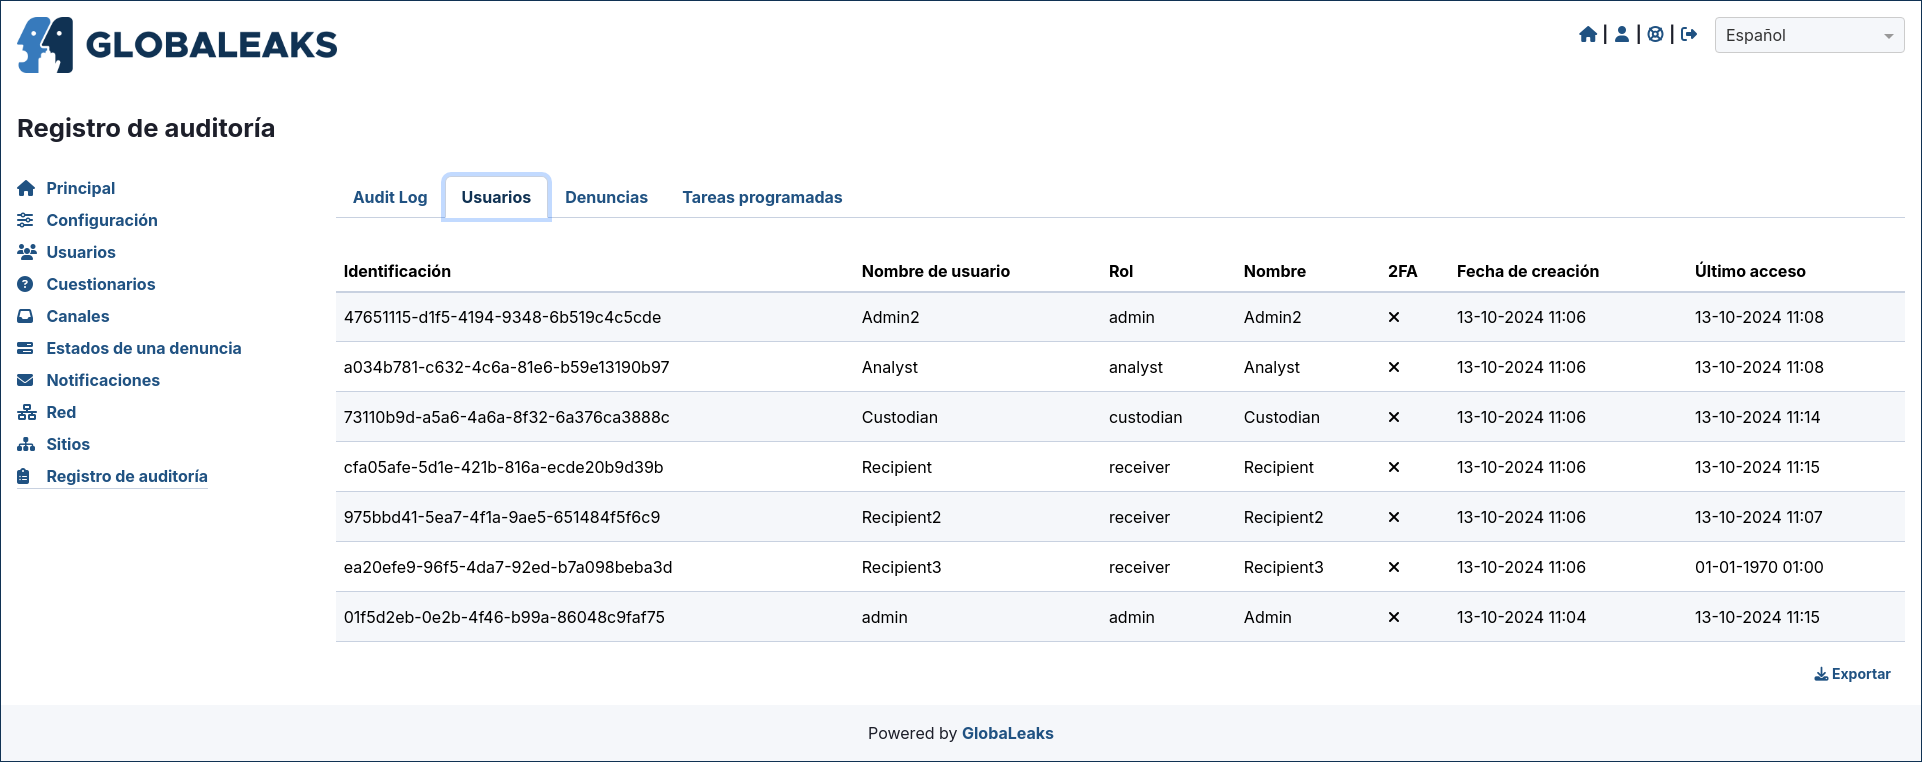 GLOBALEAKS
Español
Registro de auditoría
Principal
Configuración
Usuarios
Cuestionarios
Canales
Estados de una denuncia
Notificaciones
Red
Sitios
Registro de auditoría
Audit Log Usuarios Denuncias Tareas programadas
Identificación Nombre de usuario Rol Nombre 2FA Fecha de creación Último acceso
47651115-d1f5-4194-9348-6b519c4c5cde Admin2 admin Admin2 13-10-2024 11:06 13-10-2024 11:08
a034b781-c632-4c6a-81e6-b59e13190b97 Analyst analyst Analyst 13-10-2024 11:06 13-10-2024 11:08
73110b9d-a5a6-4a6a-8f32-6a376ca3888c Custodian custodian Custodian 13-10-2024 11:06 13-10-2024 11:14
cfa05afe-5d1e-421b-816a-ecde20b9d39b Recipient receiver Recipient 13-10-2024 11:06 13-10-2024 11:15
975bbd41-5ea7-4f1a-9ae5-651484f5f6c9 Recipient2 receiver Recipient2 13-10-2024 11:06 13-10-2024 11:07
ea20efe9-96f5-4da7-92ed-b7a098beba3d Recipient3 receiver Recipient3 13-10-2024 11:06 01-01-1970 01:00
01f5d2eb-0e2b-4f46-b99a-86048c9faf75 admin admin Admin 13-10-2024 11:04 13-10-2024 11:15
Exportar
Powered by GlobaLeaks